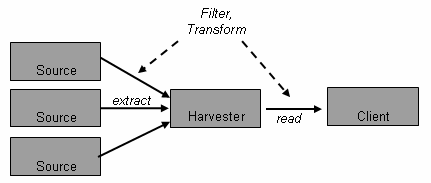 Filter,
Transform
Source
Source
extract
Harvester
read
Client
Source